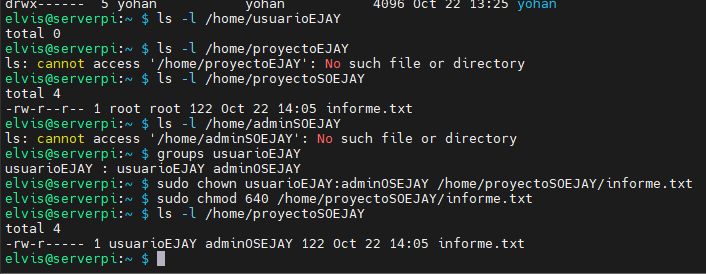 drwx------  5 yohan          yohan          4096 Oct 22 13:25 yohan
elvis@serverpi:~ $ ls -l /home/usuarioEJAY
total 0
elvis@serverpi:~ $ ls -l /home/proyectoEJAY
ls: cannot access '/home/proyectoEJAY': No such file or directory
elvis@serverpi:~ $ ls -l /home/proyectoSOEJAY
total 4
-rw-r--r-- 1 root root 122 Oct 22 14:05 informe.txt
elvis@serverpi:~ $ ls -l /home/adminSOEJAY
ls: cannot access '/home/adminSOEJAY': No such file or directory
elvis@serverpi:~ $ groups usuarioEJAY
usuarioEJAY : usuarioEJAY adminOSEJAY
elvis@serverpi:~ $ sudo chown usuarioEJAY:adminOSEJAY /home/proyectoSOEJAY/informe.txt
elvis@serverpi:~ $ sudo chmod 640 /home/proyectoSOEJAY/informe.txt
elvis@serverpi:~ $ ls -l /home/proyectoSOEJAY
total 4
-rw-r----- 1 usuarioEJAY adminOSEJAY 122 Oct 22 14:05 informe.txt
elvis@serverpi:~ $